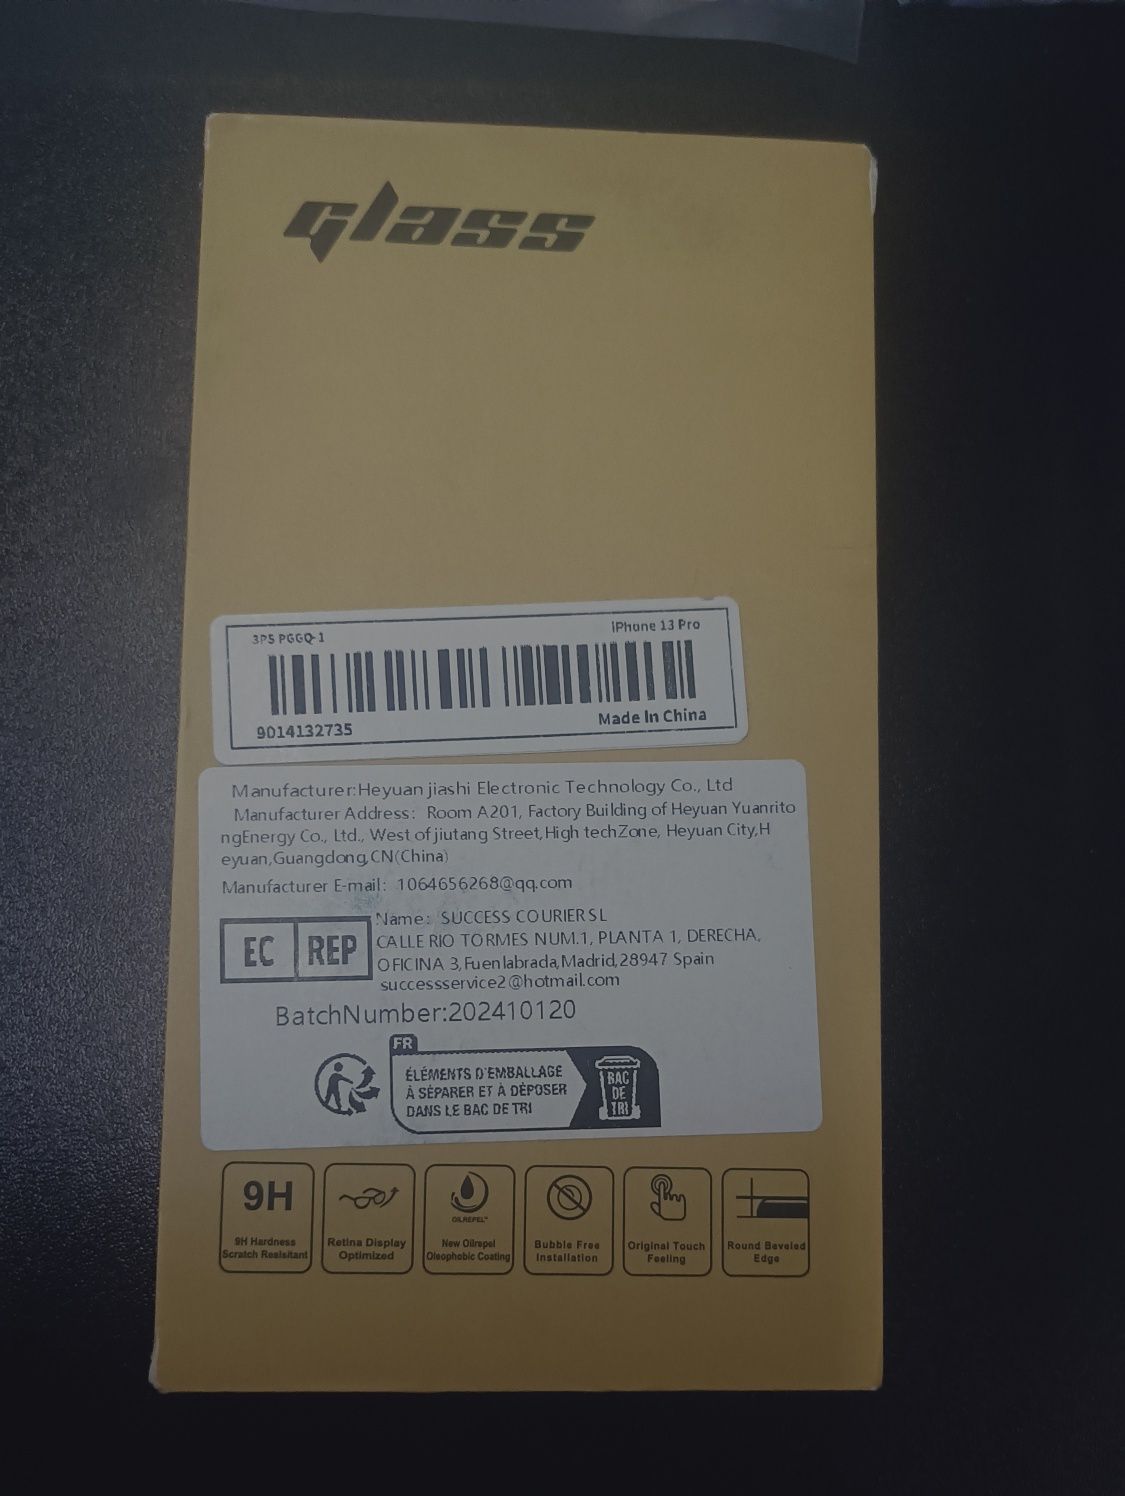 glass
3PS PGGQ-1
iPhone 13 Pro
9014132735
Made In China
Manufacturer:Heyuan jiashi Electronic Technology Co., Ltd
Manufacturer Address: Room A201, Factory Building of Heyuan Yuanrito
ngEnergy Co., Ltd., West of jiutang Street,High techZone, Heyuan City,H
eyuan,Guangdong,CN(China)
Manufacturer E-mail: 1064656268@qq.com
EC REP
Name: SUCCESS COURIER SL
CALLE RIO TORMES NUM.1, PLANTA 1, DERECHA,
OFICINA 3,Fuenlabrada,Madrid,28947 Spain
successservice2@hotmail.com
BatchNumber:202410120
FR
ÉLÉMENTS D'EMBALLAGE
À SÉPARER ET À DÉPOSER
DANS LE BAC DE TRI
BAC
DE
TRI
9H
9H Hardness
Scratch Resisitant
Retina Display
Optimized
OILREPEL™
New Oilrepel
Oleophobic Coating
Bubble Free
Installation
Original Touch
Feeling
Round Beveled
Edge